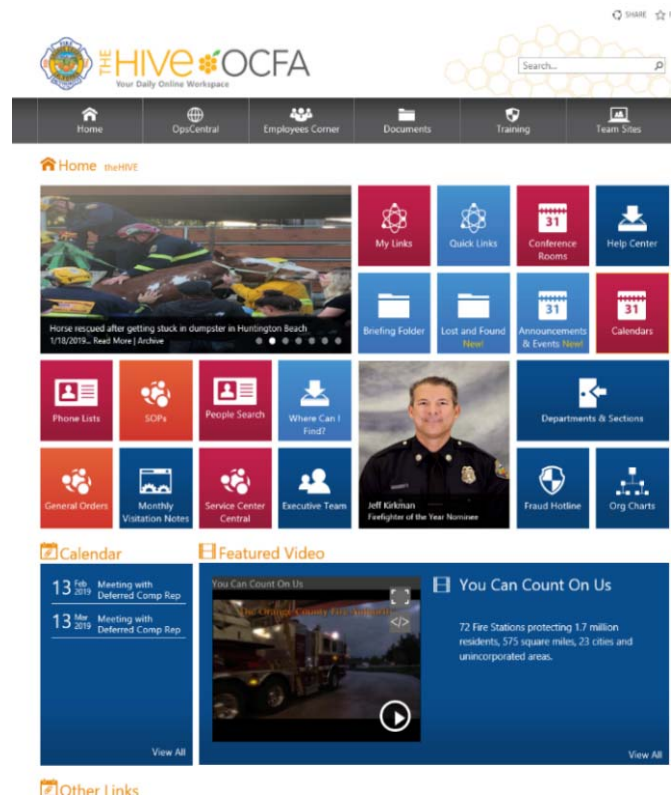 SHARE
THE HIVE OCFA
Your Daily Online Workspace
Search...
Home
OpsCentral
Employees Corner
Documents
Training
Team Sites
Home theHIVE
Horse rescued after getting stuck in dumpster in Huntington Beach
1/18/2019... Read More | Archive
My Links
Quick Links
31
Conference
Rooms
Help Center
Briefing Folder
Lost and Found
New!
31
Announcements
& Events New!
31
Calendars
Phone Lists
SOPs
People Search
Where Can I
Find?
Departments & Sections
General Orders
Monthly
Visitation Notes
Service Center
Central
Executive Team
Jeff Kirkman
Firefighter of the Year Nominee
Fraud Hotline
Org Charts
Calendar
13 Feb 2019 Meeting with
Deferred Comp Rep
13 Mar 2019 Meeting with
Deferred Comp Rep
View All
Featured Video
You Can Count On Us
The Orange County Fire Authority
</>
You Can Count On Us
72 Fire Stations protecting 1.7 million
residents, 575 square miles, 23 cities and
unincorporated areas.
View All
Other Links